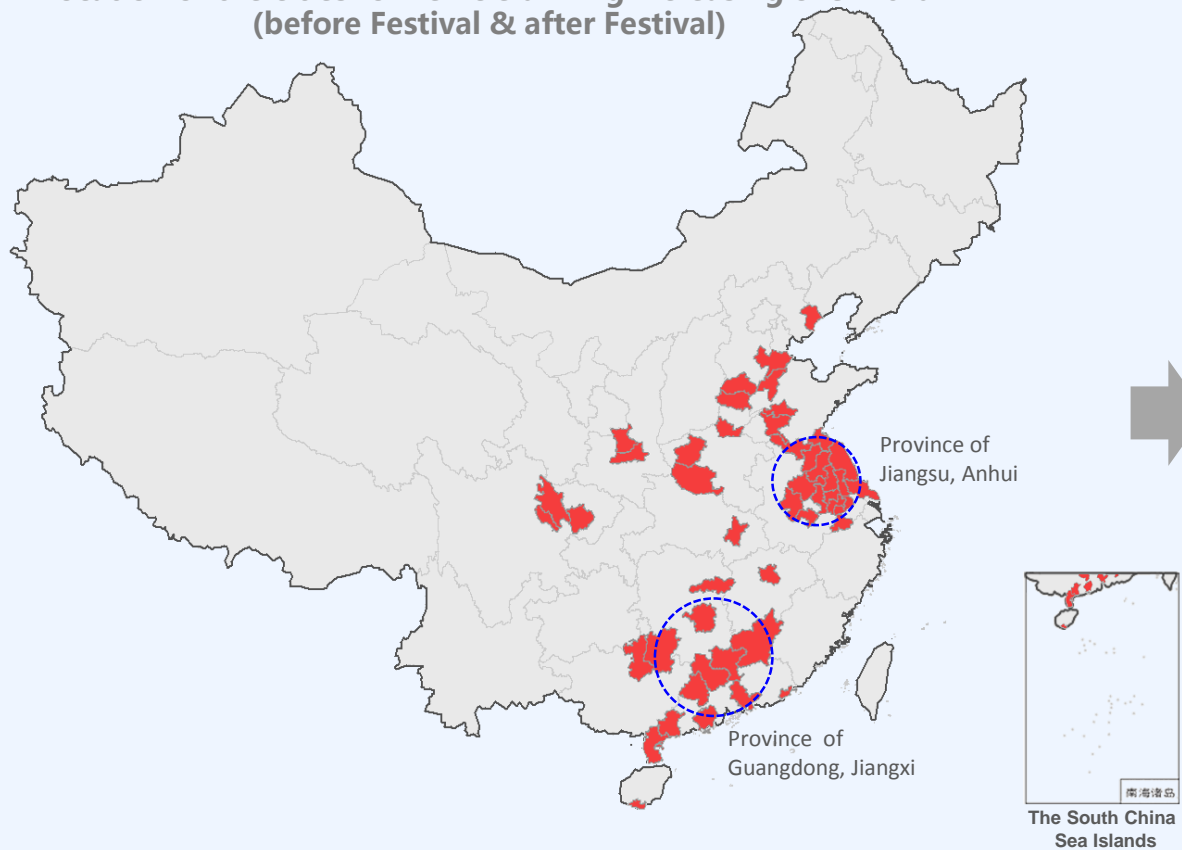 (before Festival & after Festival)
Province of
Jiangsu, Anhui
Province of
Guangdong, Jiangxi
南海诸岛
The South China
Sea Islands